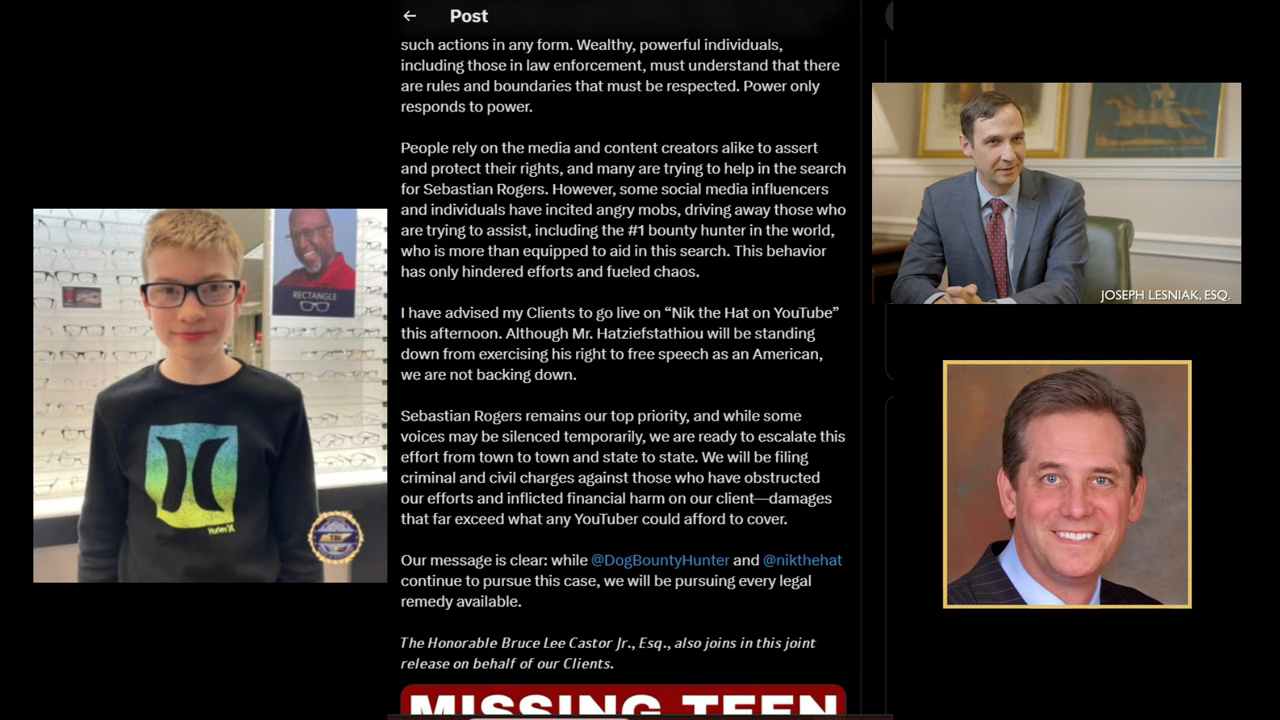 Post
such actions in any form. Wealthy, powerful individuals,
including those in law enforcement, must understand that there
are rules and boundaries that must be respected. Power only
responds to power.
People rely on the media and content creators alike to assert
and protect their rights, and many are trying to help in the search
for Sebastian Rogers. However, some social media influencers
and individuals have incited angry mobs, driving away those who
are trying to assist, including the #1 bounty hunter in the world,
who is more than equipped to aid in this search. This behavior
has only hindered efforts and fueled chaos.
I have advised my Clients to go live on “Nik the Hat on YouTube”
this afternoon. Although Mr. Hatziefstathiou will be standing
down from exercising his right to free speech as an American,
we are not backing down.
Sebastian Rogers remains our top priority, and while some
voices may be silenced temporarily, we are ready to escalate this
effort from town to town and state to state. We will be filing
criminal and civil charges against those who have obstructed
our efforts and inflicted financial harm on our client—damages
that far exceed what any YouTuber could afford to cover.
Our message is clear: while @DogBountyHunter and @nikthehat
continue to pursue this case, we will be pursuing every legal
remedy available.
The Honorable Bruce Lee Castor Jr., Esq., also joins in this joint
release on behalf of our Clients.
MISSING TEEN
RECTANGLE
Hurley
TBI
JOSEPH LESNIAK, ESQ.